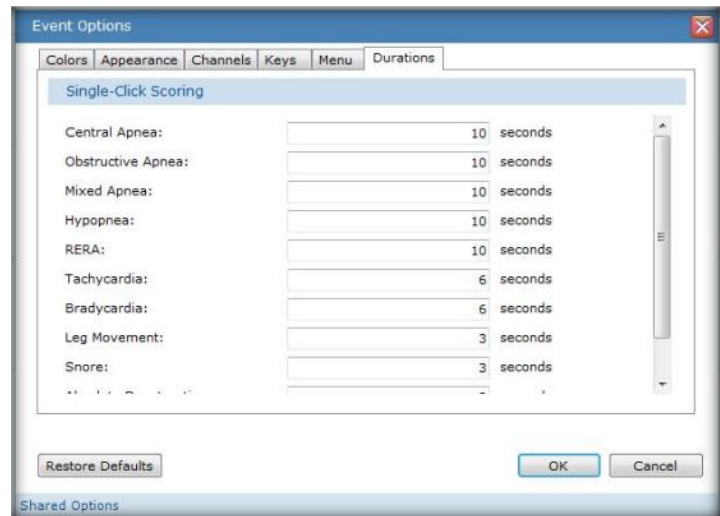 Event Options
Colors Appearance Channels Keys Menu Durations
Single-Click Scoring
Central Apnea: 10 seconds
Obstructive Apnea: 10 seconds
Mixed Apnea: 10 seconds
Hypopnea: 10 seconds
RERA: 10 seconds
Tachycardia: 6 seconds
Bradycardia: 6 seconds
Leg Movement: 3 seconds
Snore: 3 seconds
Restore Defaults OK Cancel
Shared Options